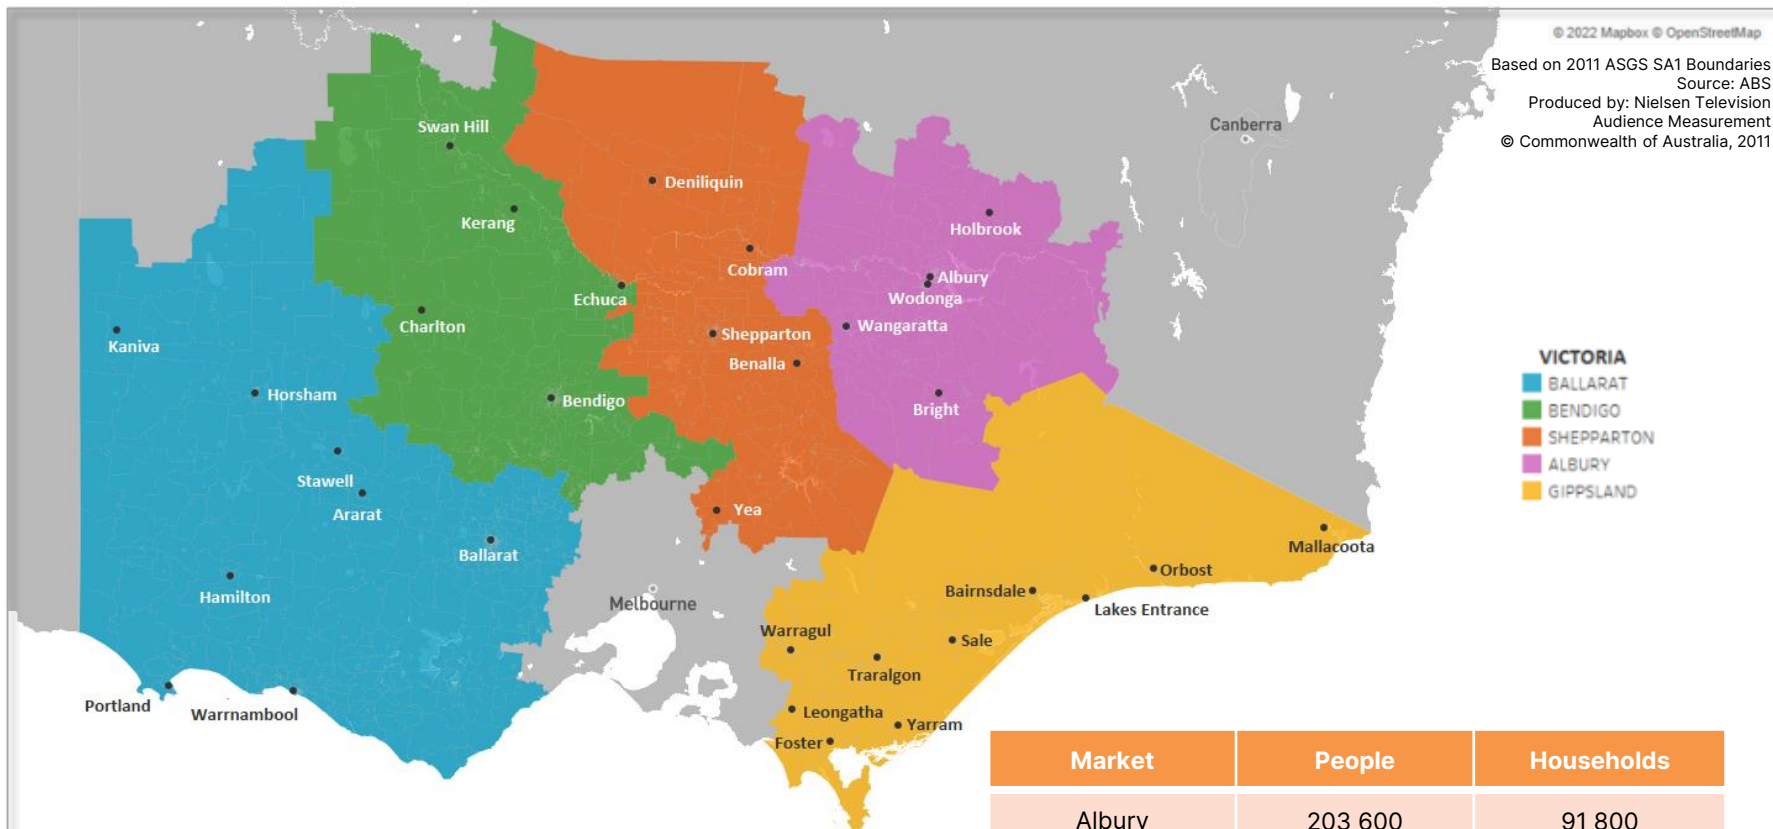 © 2022 Mapbox © OpenStreetMap
Based on 2011 ASGS SA1 Boundaries
Source: ABS
Produced by: Nielsen Television
Audience Measurement
© Commonwealth of Australia, 2011
Canberra
Swan Hill
Deniliquin
Kerang
Holbrook
Cobram
Albury
Echuca
Wodonga
Charlton
Shepparton
Wangaratta
Kaniva
Benalla
Horsham
Bendigo
Bright
VICTORIA
BALLARAT
BENDIGO
SHEPPARTON
ALBURY
GIPPSLAND
Stawell
Ararat
Yea
Ballarat
Mallacoota
Orbost
Hamilton
Melbourne
Bairnsdale
Lakes Entrance
Warragul
Sale
Traralgon
Portland
Warrnambool
Leongatha
Yarram
Foster
Market People Households
Albury 203 600 91 800